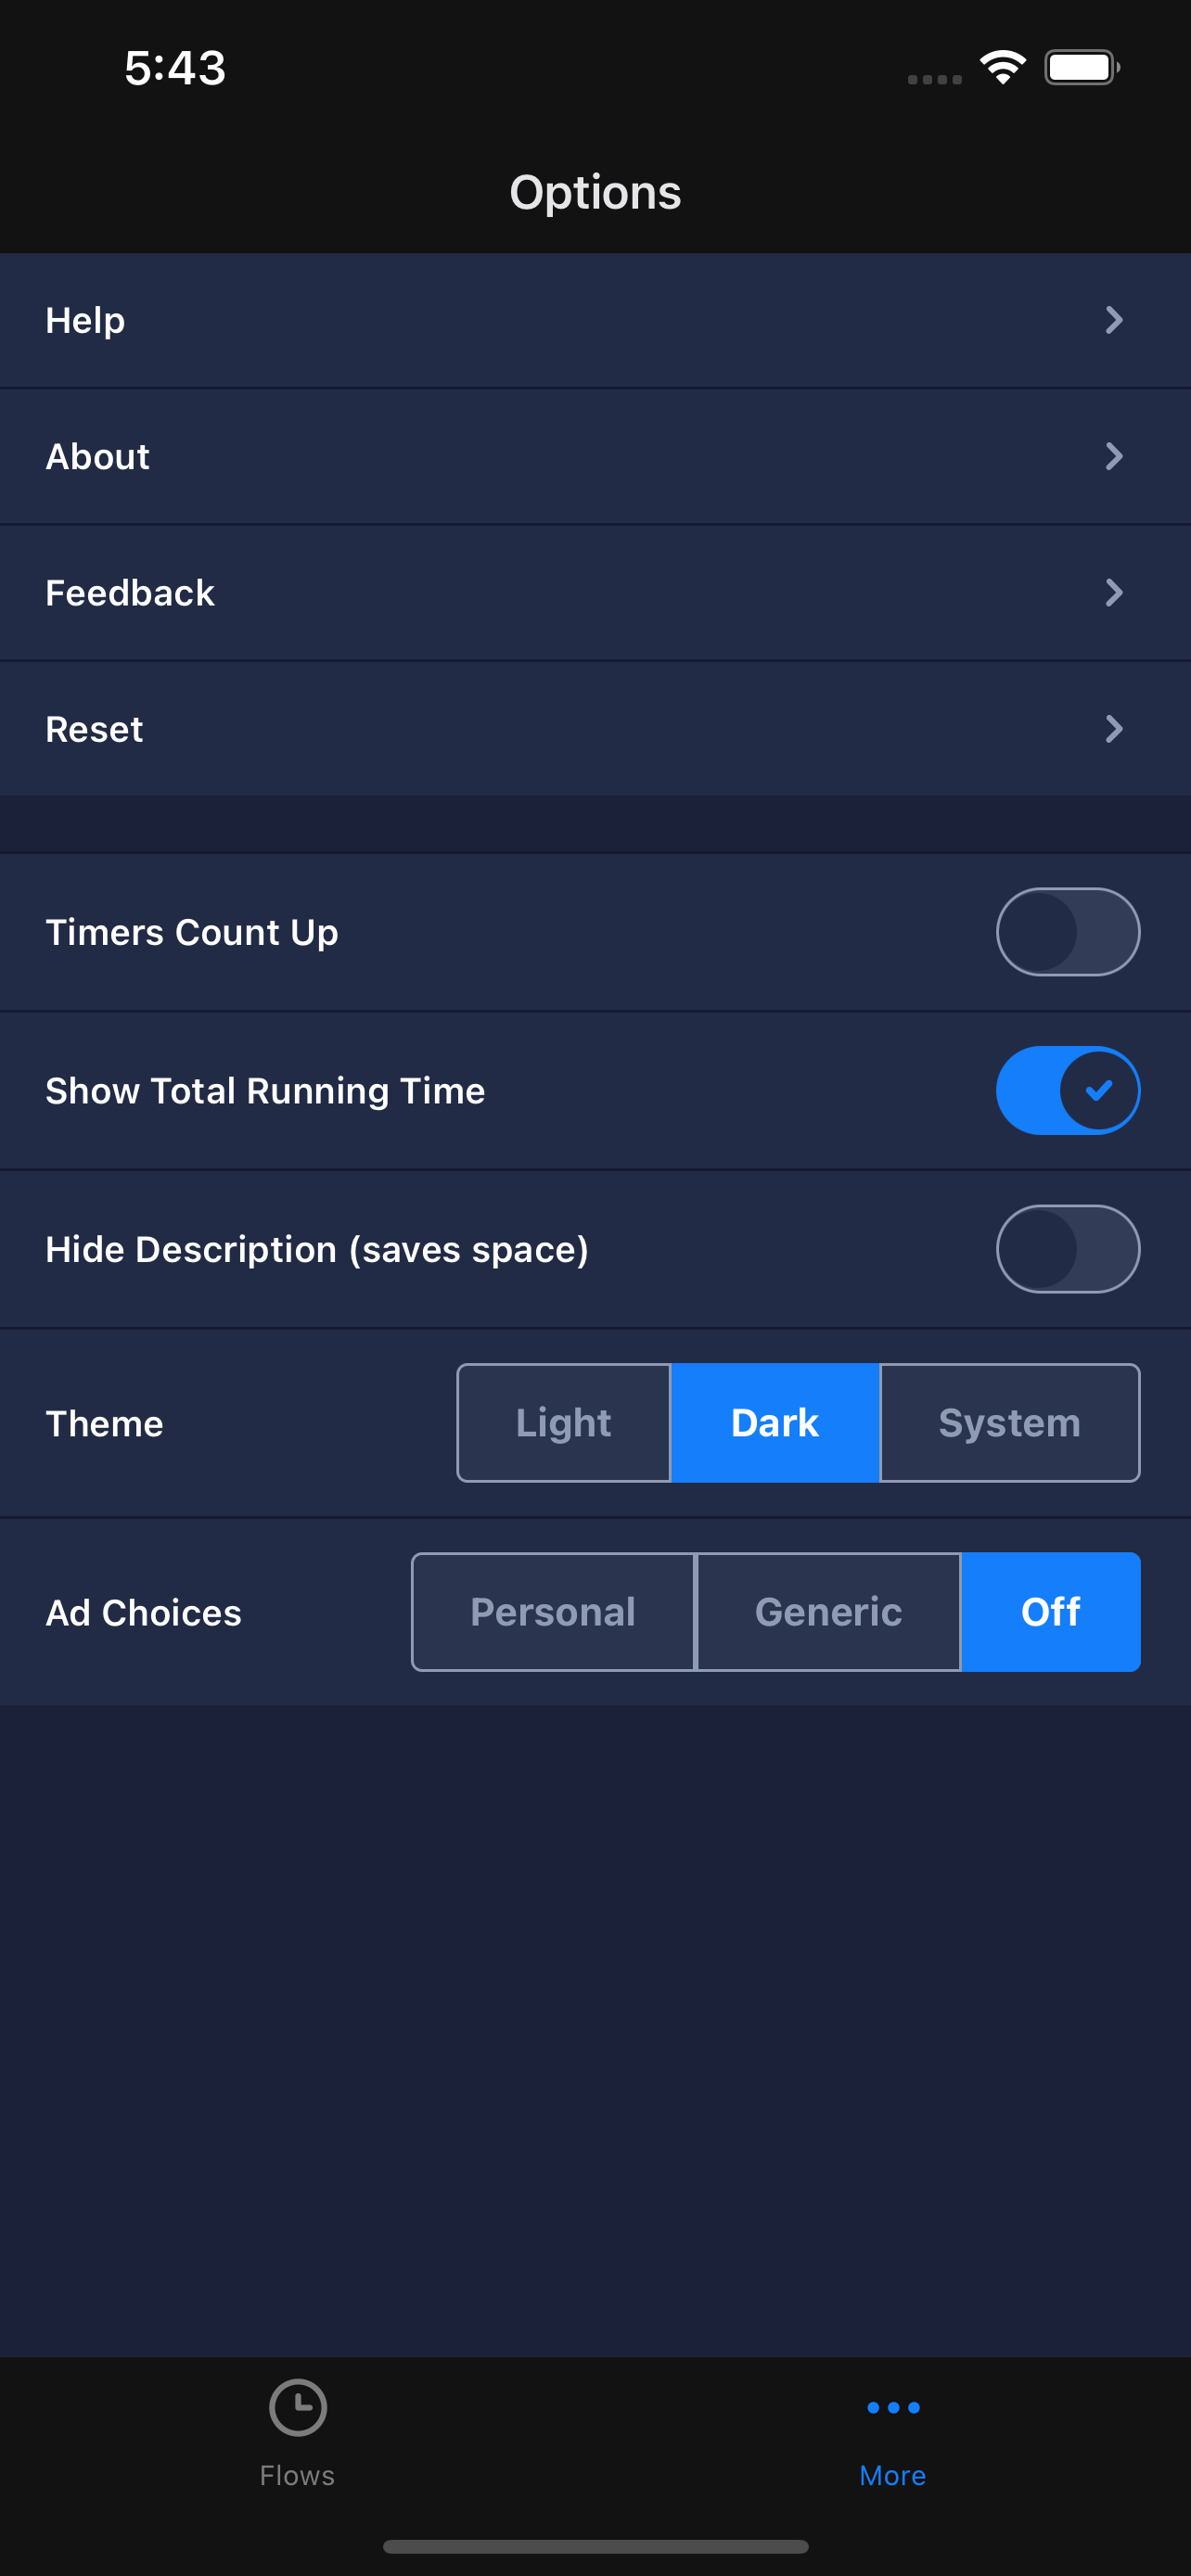 5:43
Options
Help
About
Feedback
Reset
Timers Count Up
Show Total Running Time
Hide Description (saves space)
Theme Light Dark System
Ad Choices Personal Generic Off
Flows More